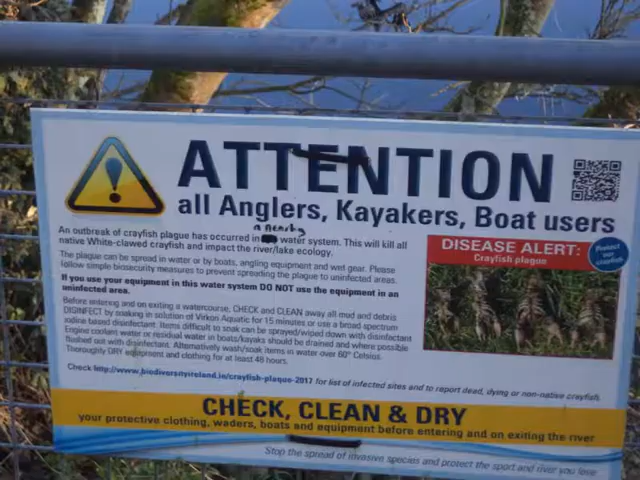 ATTENTION
all Anglers, Kayakers, Boat users
a nearby
An outbreak of crayfish plague has occurred in water system. This will kill all
native White-clawed crayfish and impact the river/lake ecology.
The plague can be spread in water or by boats, angling equipment and wet gear. Please
follow simple biosecurity measures to prevent spreading the plague to uninfected areas.
If you use your equipment in this water system DO NOT use the equipment in an
uninfected area.
Before entering and on exiting a watercourse, CHECK and CLEAN away all mud and debris
DISINFECT by soaking in solution of Virkon Aquatic for 15 minutes or use a broad spectrum
iodine based disinfectant. Items difficult to soak can be sprayed/wiped down with disinfectant
Engine coolant water or residual water in boats/kayaks should be drained and where possible
flushed out with disinfectant. Alternatively wash/soak items in water over 60° Celsius.
Thoroughly DRY equipment and clothing for at least 48 hours.
DISEASE ALERT:
Crayfish plague
Protect our crayfish
Check http://www.biodiversityireland.ie/crayfish-plague-2017 for list of infected sites and to report dead, dying or non-native crayfish
CHECK, CLEAN & DRY
your protective clothing, waders, boats and equipment before entering and on exiting the river
Stop the spread of invasive species and protect the sport and river you love